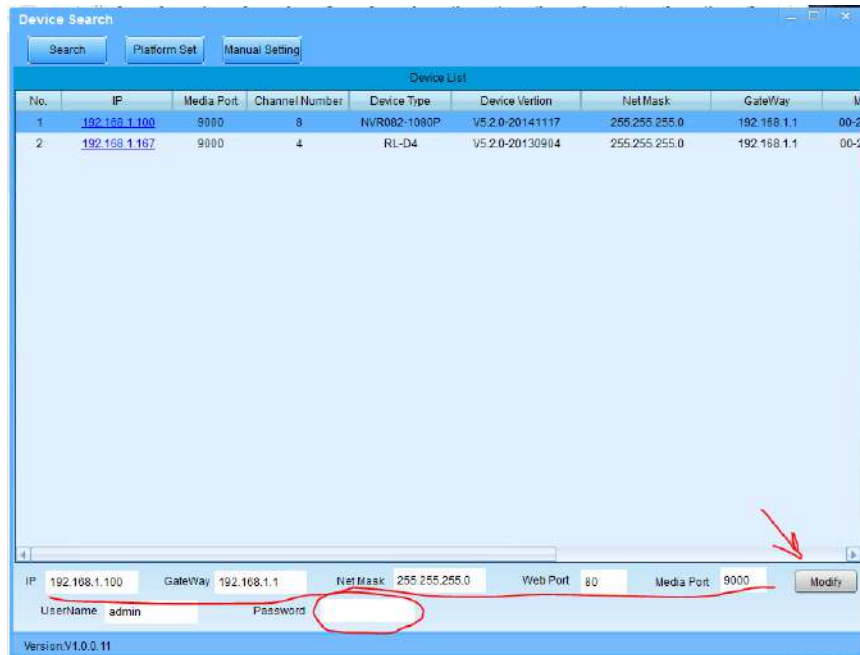 Device Search
Search Platform Set Manual Setting
Device List
No. IP Media Port Channel Number Device Type Device Vertion Net Mask GateWay M
1 192.168.1.100 9000 8 NVR082-1080P V5.2.0-20141117 255.255.255.0 192.168.1.1 00-2
2 192.168.1.167 9000 4 RL-D4 V5.2.0-20130904 255.255.255.0 192.168.1.1 00-2
IP 192.168.1.100 GateWay 192.168.1.1 Net Mask 255.255.255.0 Web Port 80 Media Port 9000 Modify
UserName admin Password
Version:V1.0.0.11